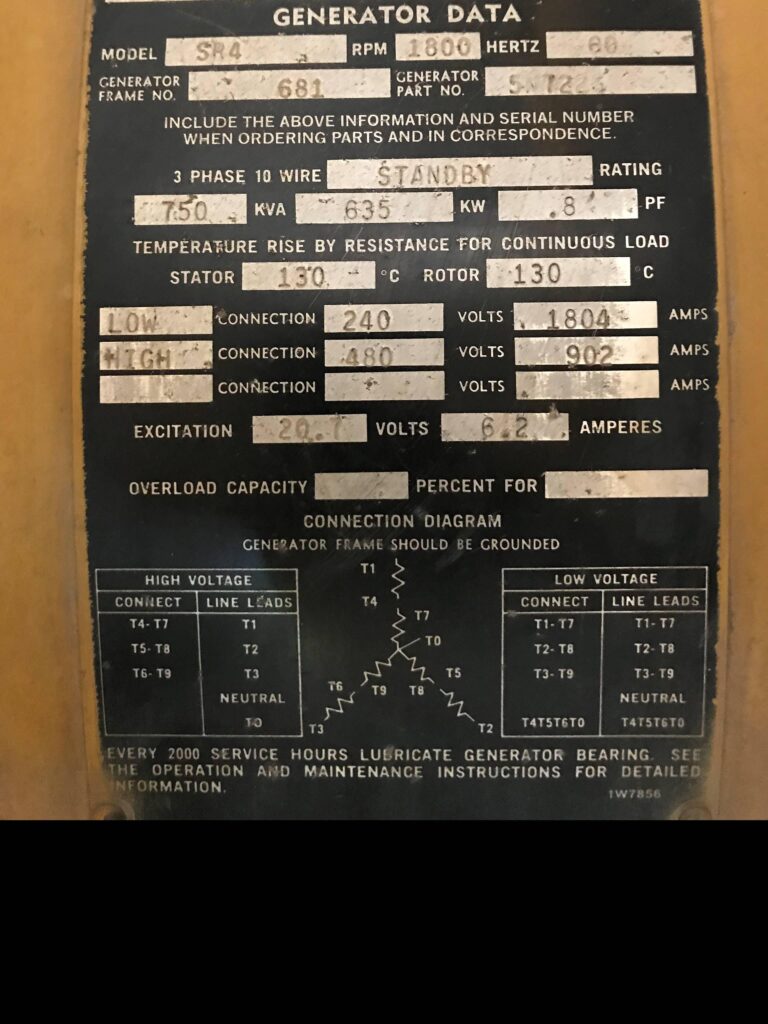 GENERATOR DATA
MODEL SR4 RPM 1800 HERTZ 60
GENERATOR FRAME NO. 681 GENERATOR PART NO.
INCLUDE THE ABOVE INFORMATION AND SERIAL NUMBER
WHEN ORDERING PARTS AND IN CORRESPONDENCE.
3 PHASE 10 WIRE STANDBY RATING
750 KVA 635 KW .8 PF
TEMPERATURE RISE BY RESISTANCE FOR CONTINUOUS LOAD
STATOR 130 °C ROTOR 130 °C
LOW CONNECTION 240 VOLTS 1804 AMPS
HIGH CONNECTION 480 VOLTS 902 AMPS
CONNECTION VOLTS AMPS
EXCITATION 20.7 VOLTS 6.2 AMPERES
OVERLOAD CAPACITY PERCENT FOR
CONNECTION DIAGRAM
GENERATOR FRAME SHOULD BE GROUNDED
HIGH VOLTAGE
CONNECT LINE LEADS
T4-T7 T1
T5-T8 T2
T6-T9 T3
NEUTRAL
T0
T1
T4
T7
T0
T6 T9 T8 T5
T3 T2
LOW VOLTAGE
CONNECT LINE LEADS
T1-T7 T1-T7
T2-T8 T2-T8
T3-T9 T3-T9
NEUTRAL
T4T5T6T0 T4T5T6T0
EVERY 2000 SERVICE HOURS LUBRICATE GENERATOR BEARING. SEE
THE OPERATION AND MAINTENANCE INSTRUCTIONS FOR DETAILED
INFORMATION.
1W7856